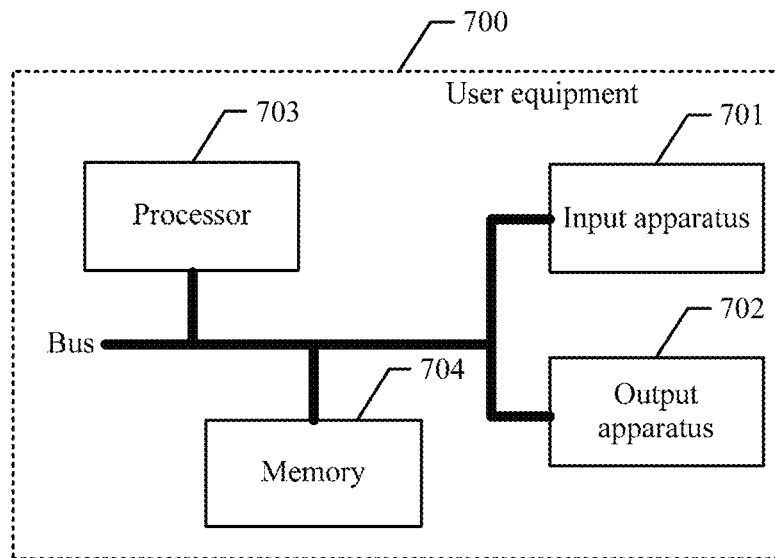 700
User equipment
703
701
Processor
Input apparatus
702
Bus
704
Output
apparatus
Memory